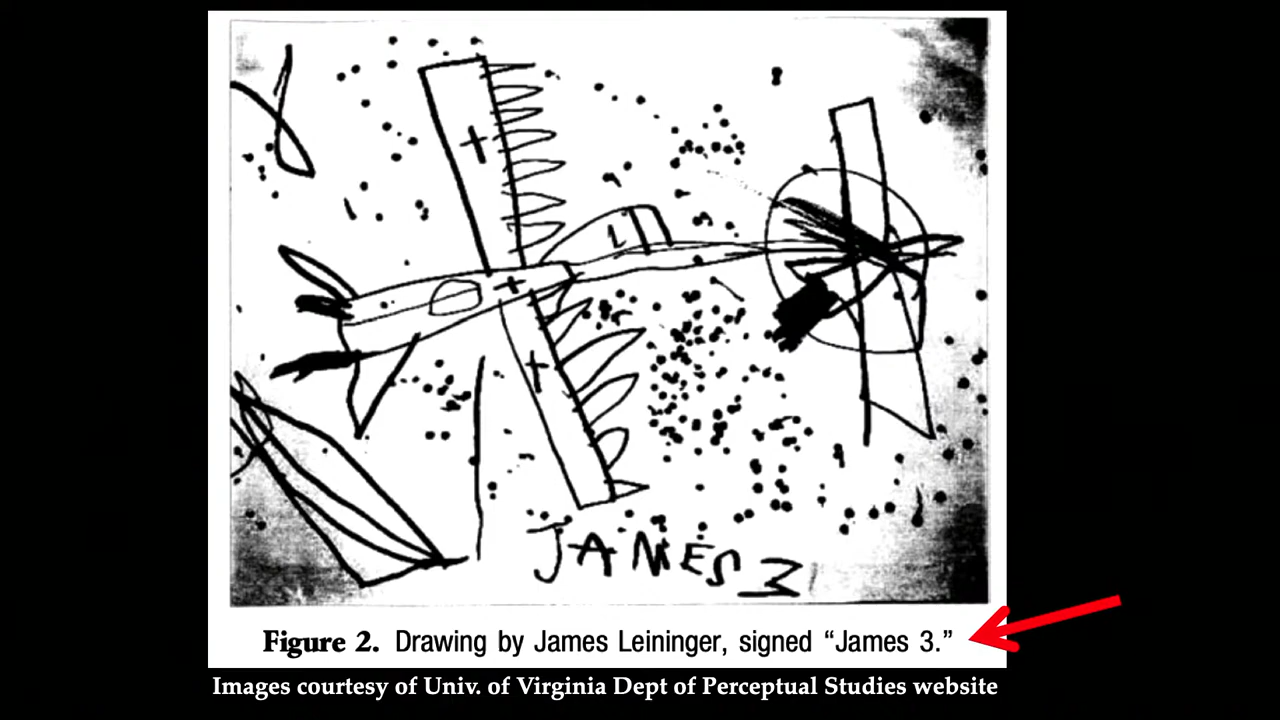 JAMES 3
Figure 2. Drawing by James Leininger, signed “James 3.”
Images courtesy of Univ. of Virginia Dept of Perceptual Studies website